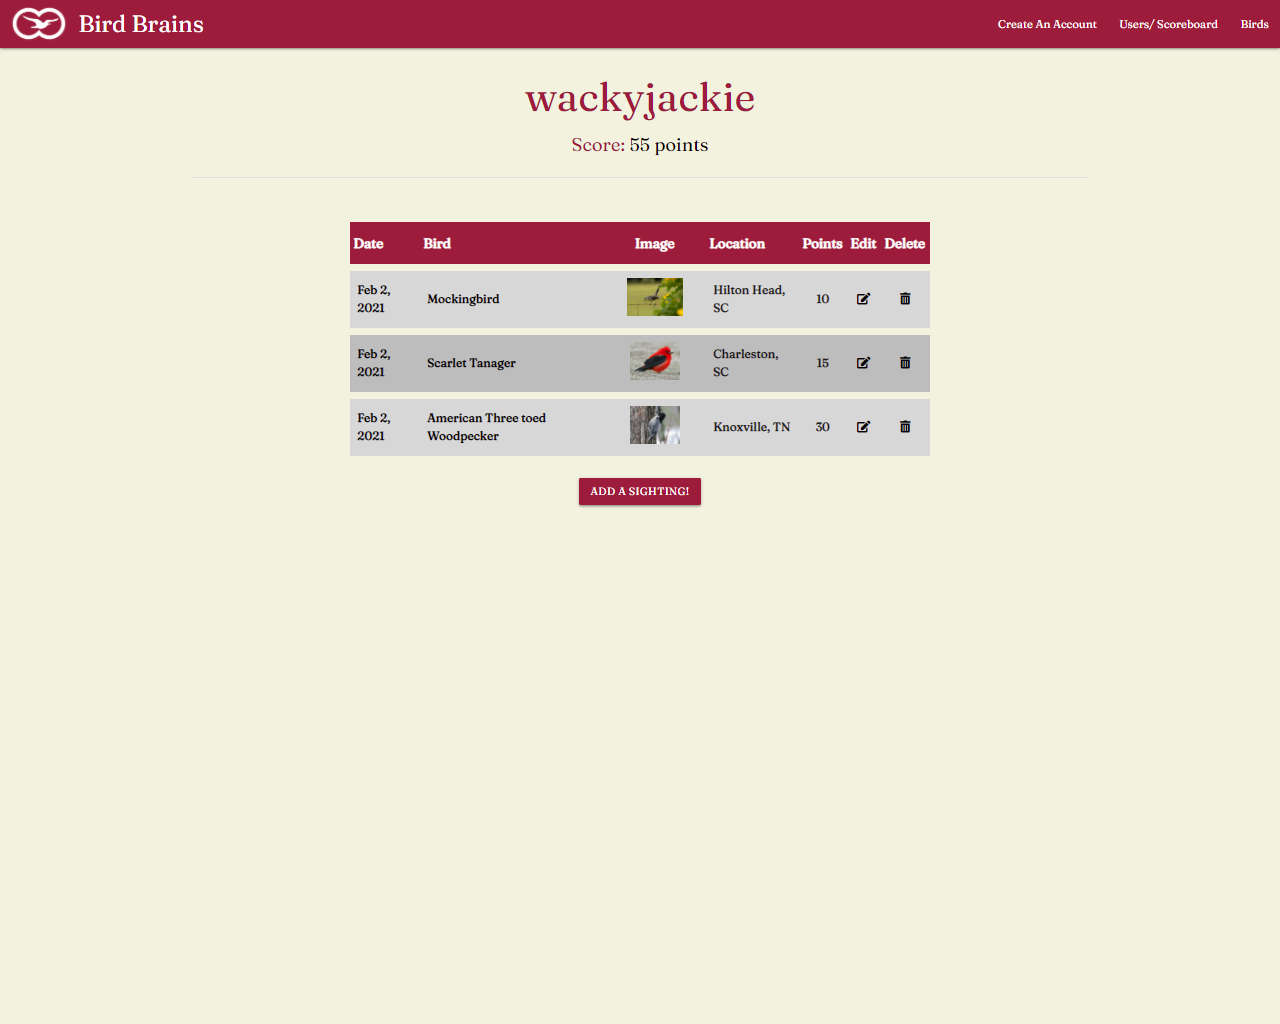 Bird Brains
Create An Account
Users/ Scoreboard
Birds
wackyjackie
Score: 55 points
Date Bird Image Location Points Edit Delete
Feb 2, 2021 Mockingbird Hilton Head, SC 10
Feb 2, 2021 Scarlet Tanager Charleston, SC 15
Feb 2, 2021 American Three toed Woodpecker Knoxville, TN 30
ADD A SIGHTING!